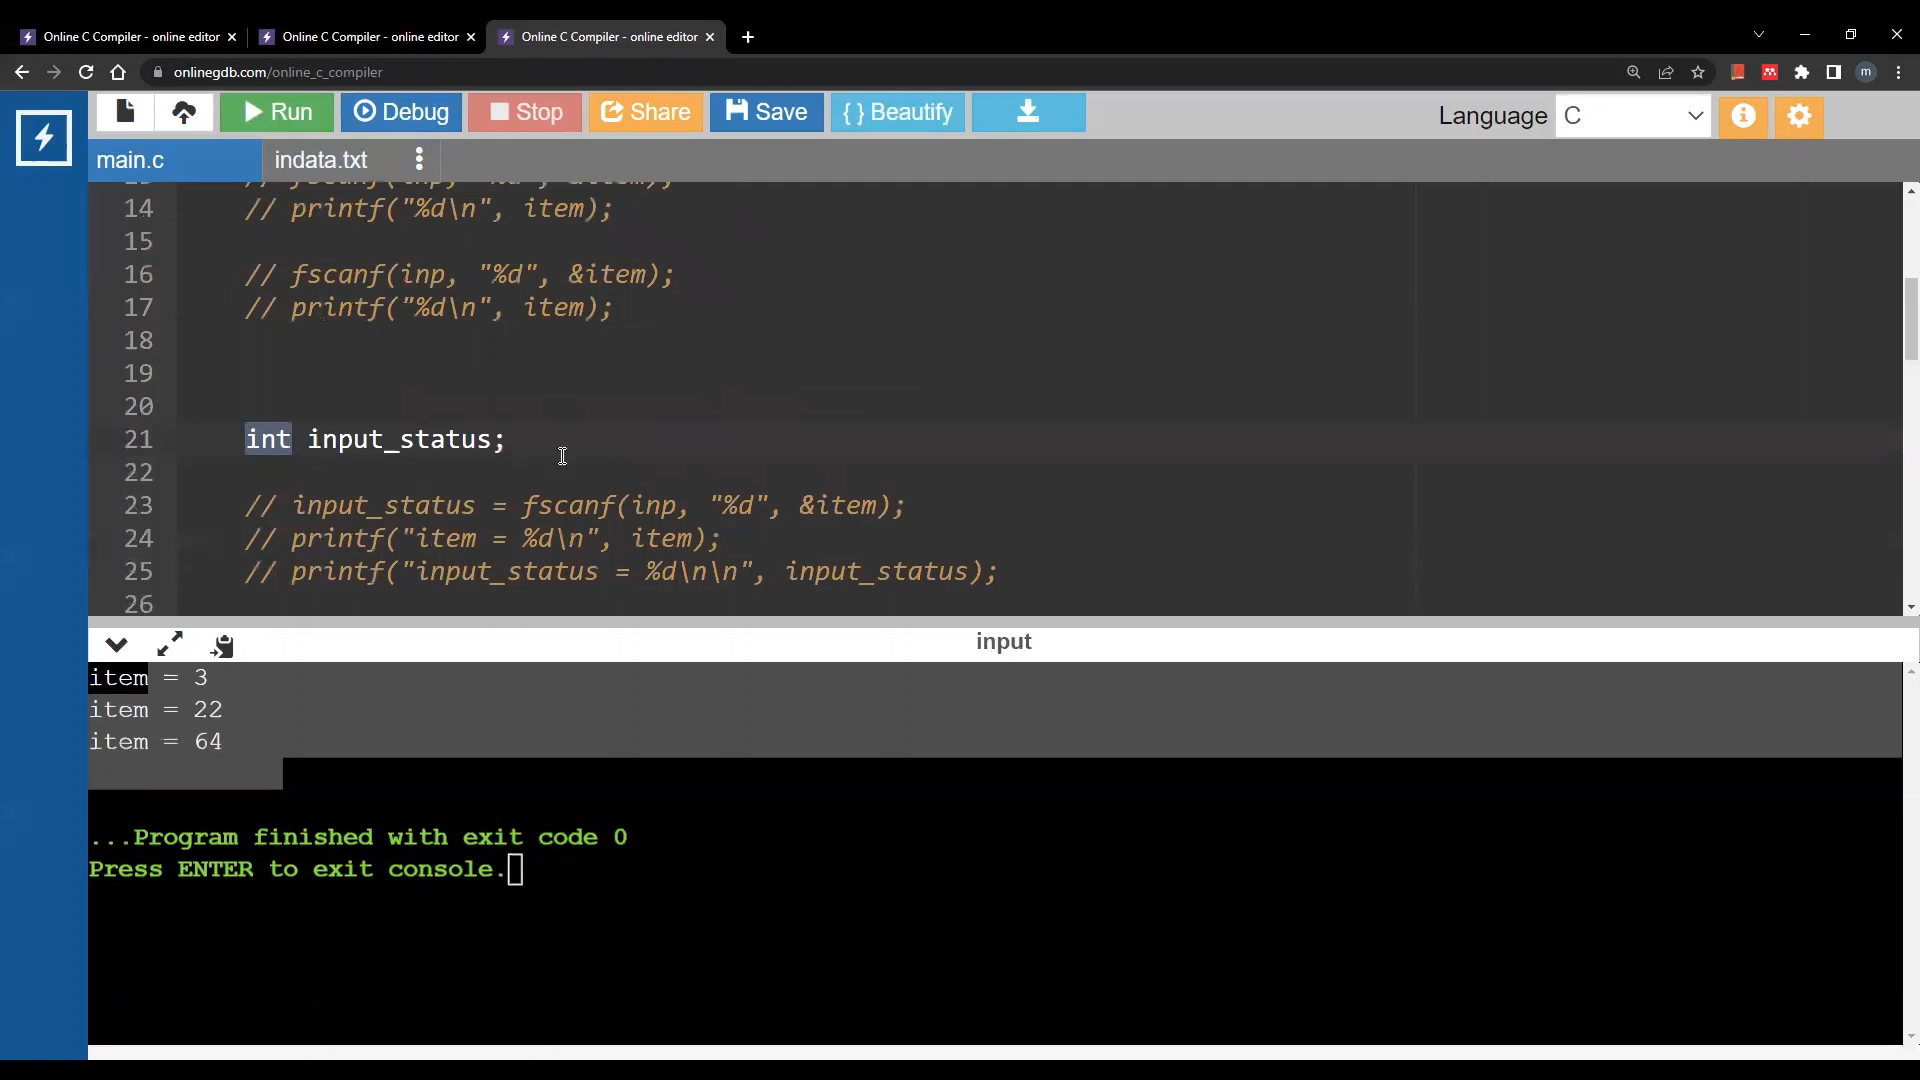 Online C Compiler - online editor
Online C Compiler - online editor
Online C Compiler - online editor
onlinegdb.com/online_c_compiler
m
Run
Debug
Stop
Share
Save
{ } Beautify
Language
C
main.c
indata.txt
14 // printf("%d\n", item);
15
16 // fscanf(inp, "%d", &item);
17 // printf("%d\n", item);
18
19
20
21 int input_status;
22
23 // input_status = fscanf(inp, "%d", &item);
24 // printf("item = %d\n", item);
25 // printf("input_status = %d\n\n", input_status);
26
input
item = 3
item = 22
item = 64
...Program finished with exit code 0
Press ENTER to exit console.